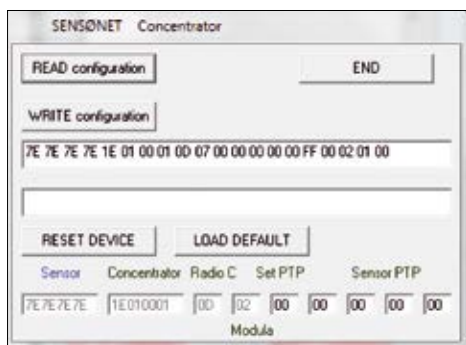 SENSØNET Concentrator
READ configuration END
WRITE configuration
7E 7E 7E 7E 1E 01 00 01 0D 07 00 00 00 00 00 FF 00 02 01 00
RESET DEVICE LOAD DEFAULT
Sensor Concentrator Radio C Set PTP Sensor PTP
7E7E7E7E 1E010001 0D 02 00 00 00 00 00
Modula